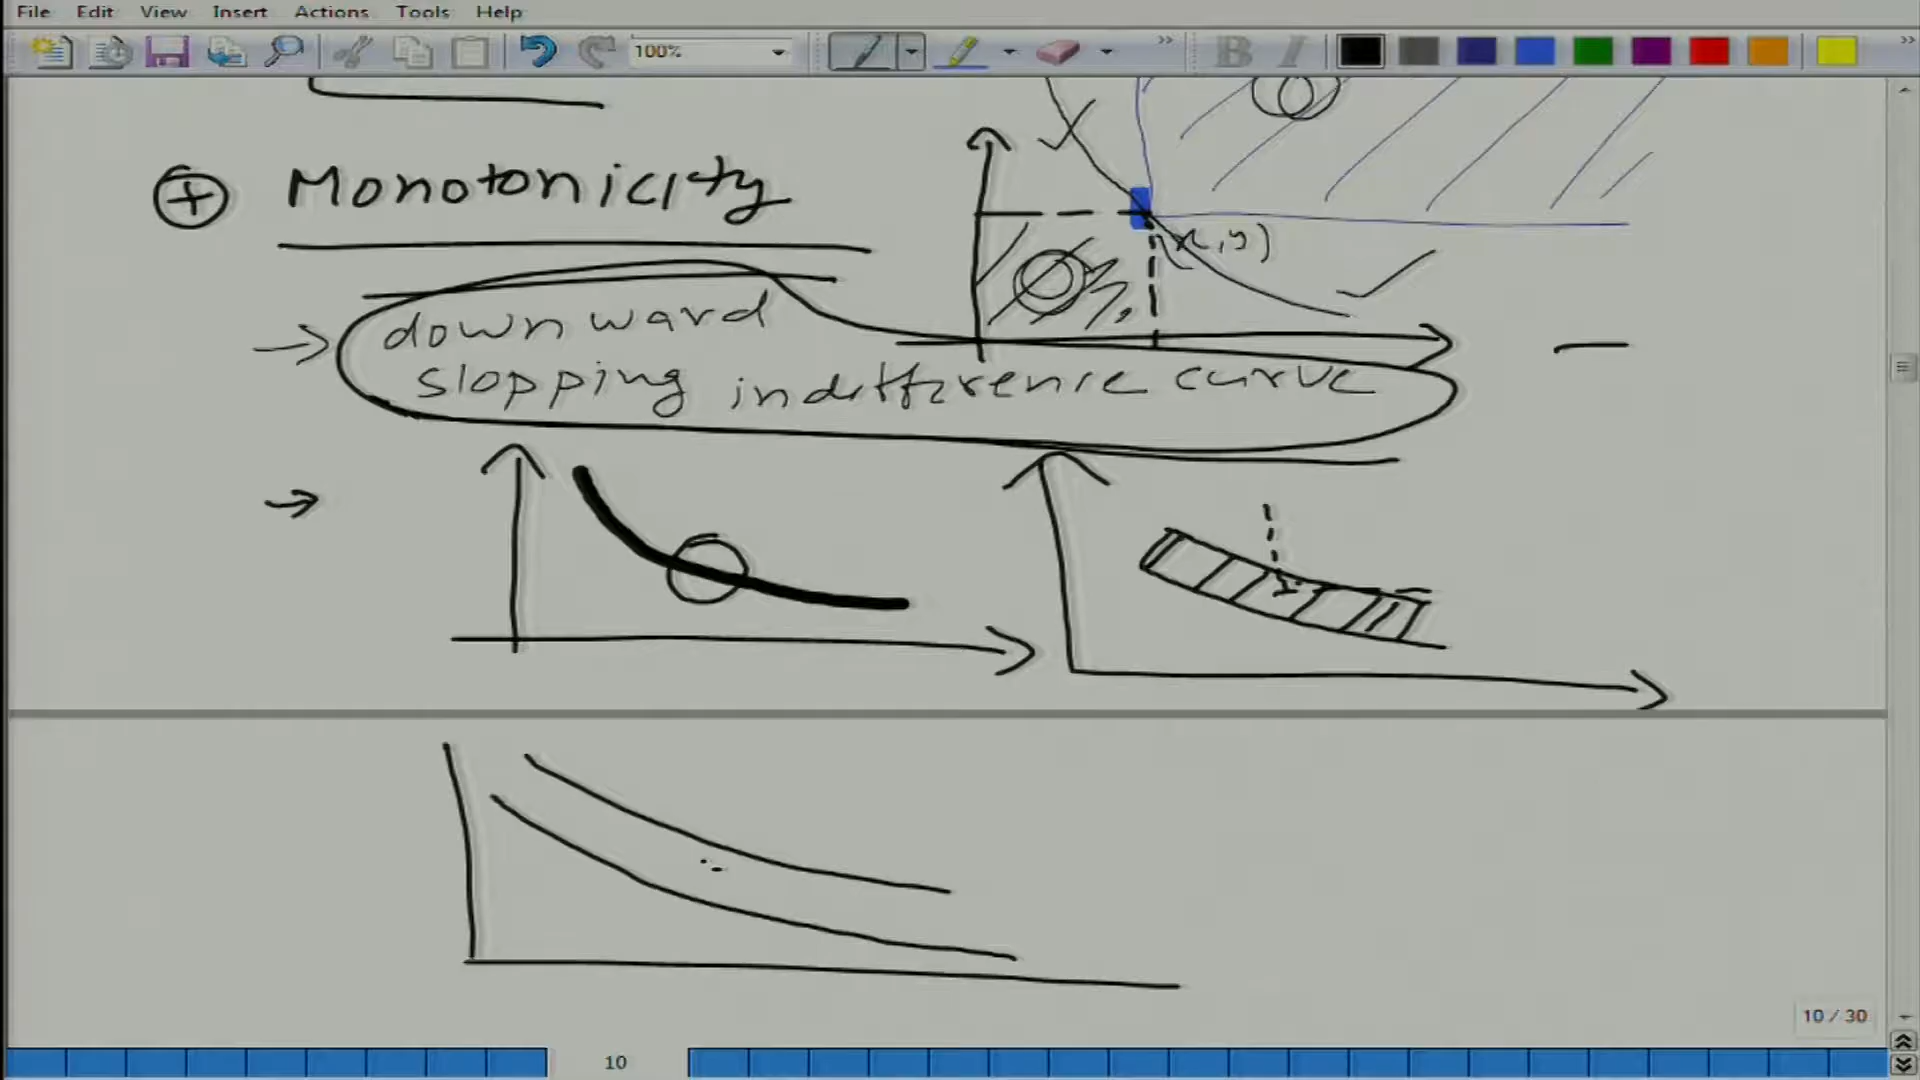 File Edit View Insert Actions Tools Help
100%
B I
+ Monotonicity
(x,y)
→ downward
slopping indifference curve
10 / 30
10